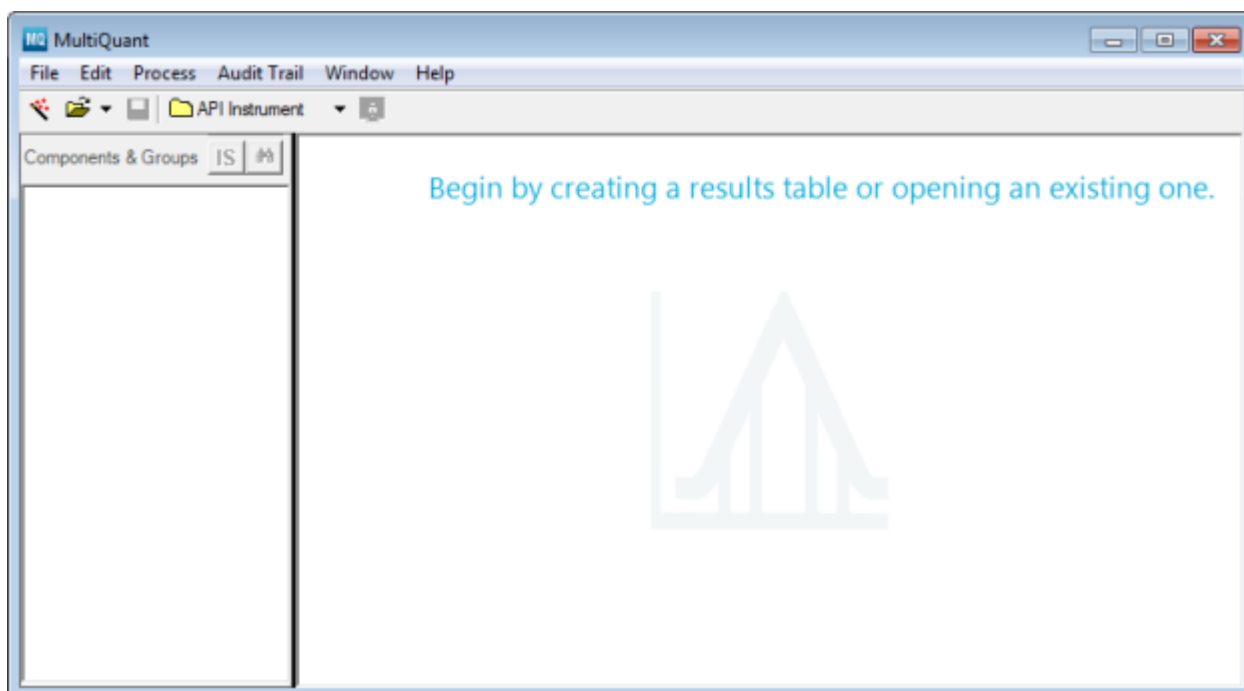 MQ MultiQuant
File Edit Process Audit Trail Window Help
API Instrument
Components & Groups IS
Begin by creating a results table or opening an existing one.